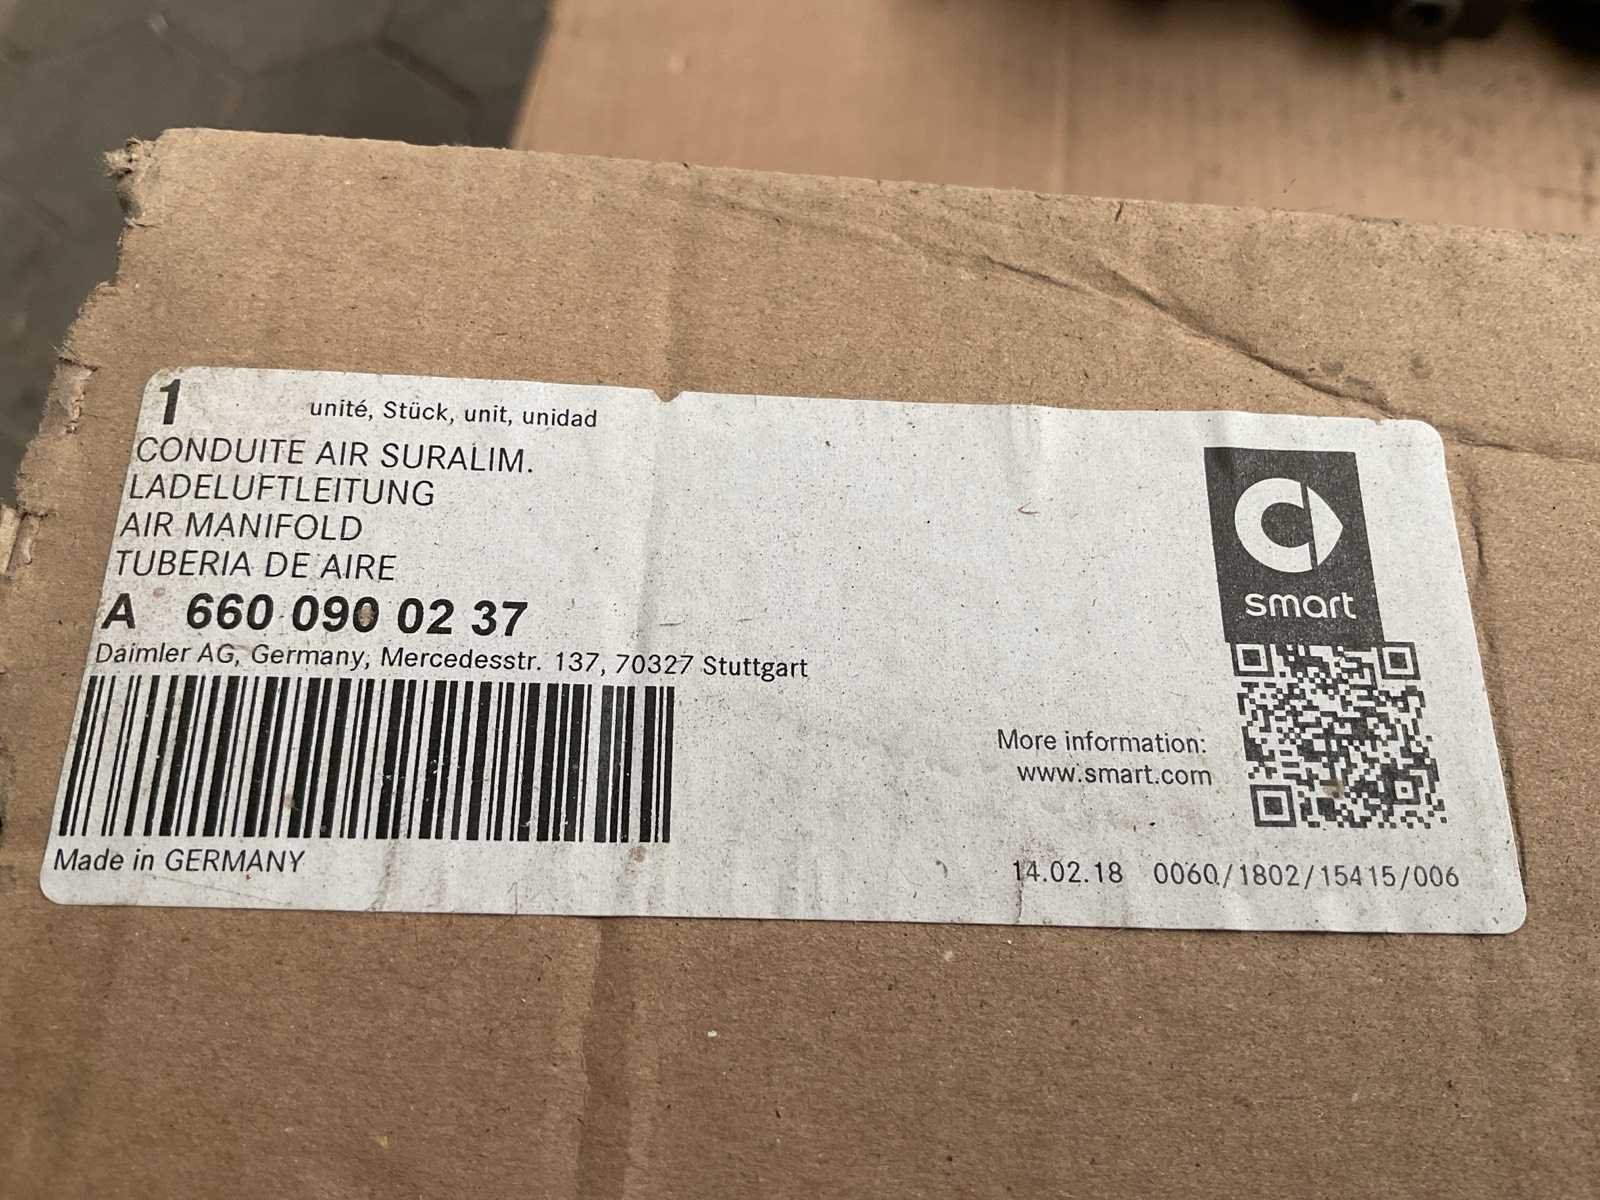 1 unité, Stück, unit, unidad
CONDUITE AIR SURALIM.
LADELUFTLEITUNG
AIR MANIFOLD
TUBERIA DE AIRE
A 660 090 02 37
Daimler AG, Germany, Mercedesstr. 137, 70327 Stuttgart
Made in GERMANY
smart
More information:
www.smart.com
14.02.18 0060/1802/15415/006